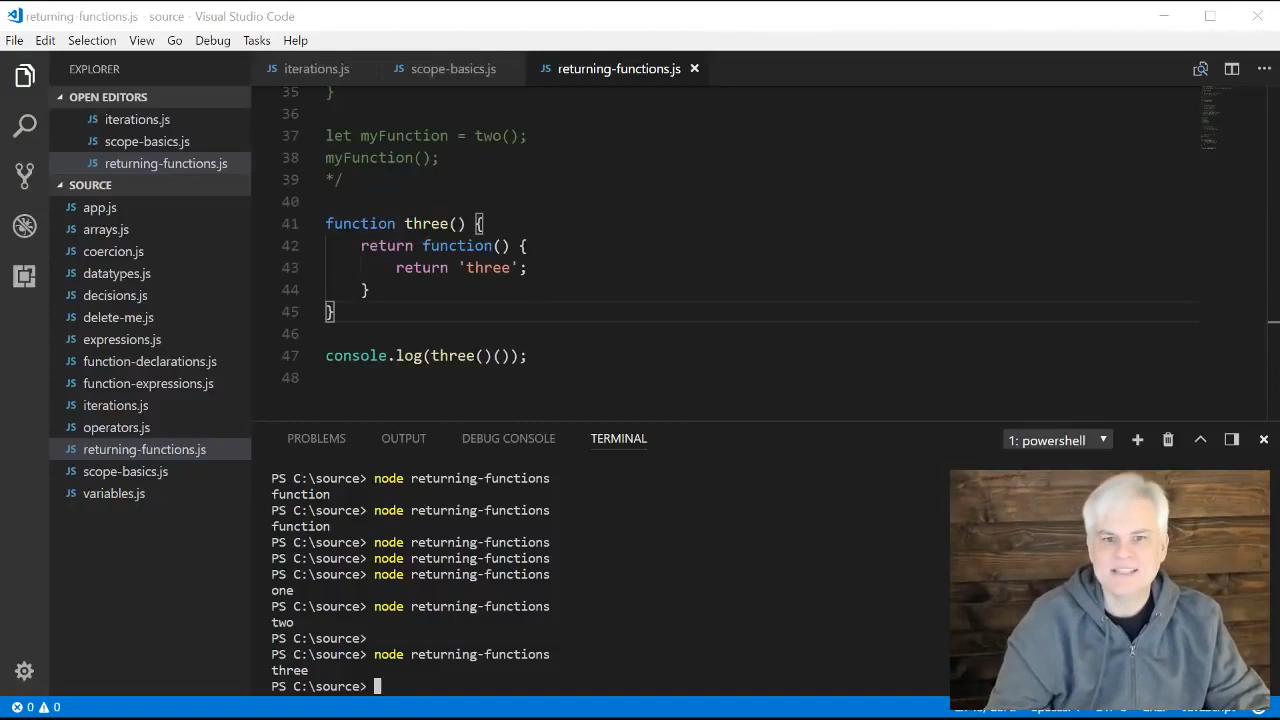 returning-functions.js - source - Visual Studio Code
File Edit Selection View Go Debug Tasks Help
EXPLORER
JS iterations.js
JS scope-basics.js
JS returning-functions.js
OPEN EDITORS
JS iterations.js
JS scope-basics.js
JS returning-functions.js
SOURCE
JS app.js
JS arrays.js
JS coercion.js
JS datatypes.js
JS decisions.js
JS delete-me.js
JS expressions.js
JS function-declarations.js
JS function-expressions.js
JS iterations.js
JS operators.js
JS returning-functions.js
JS scope-basics.js
JS variables.js
35 }
36
37 let myFunction = two();
38 myFunction();
39 */
40
41 function three() {
42 return function() {
43 return 'three';
44 }
45 }
46
47 console.log(three()());
48
PROBLEMS OUTPUT DEBUG CONSOLE TERMINAL 1: powershell
PS C:\source> node returning-functions
function
PS C:\source> node returning-functions
function
PS C:\source> node returning-functions
PS C:\source> node returning-functions
PS C:\source> node returning-functions
one
PS C:\source> node returning-functions
two
PS C:\source>
PS C:\source> node returning-functions
three
PS C:\source>
0 0